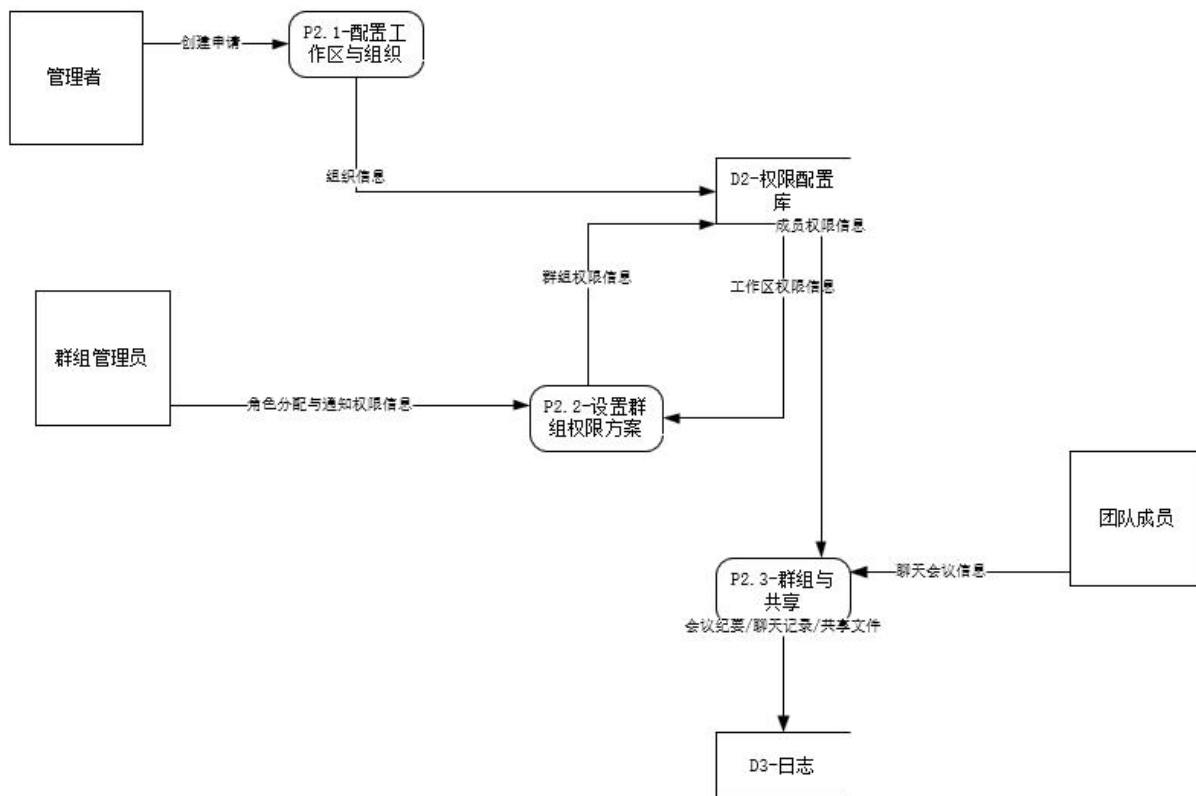 创建申请
P2.1-配置工
作区与组织
管理者
组织信息
D2-权限配置
库
成员权限信息
群组权限信息
工作区权限信息
群组管理员
角色分配与通知权限信息
P2.2-设置群
组权限方案
团队成员
聊天会议信息
P2.3-群组与
共享
会议纪要/聊天记录/共享文件
D3-日志